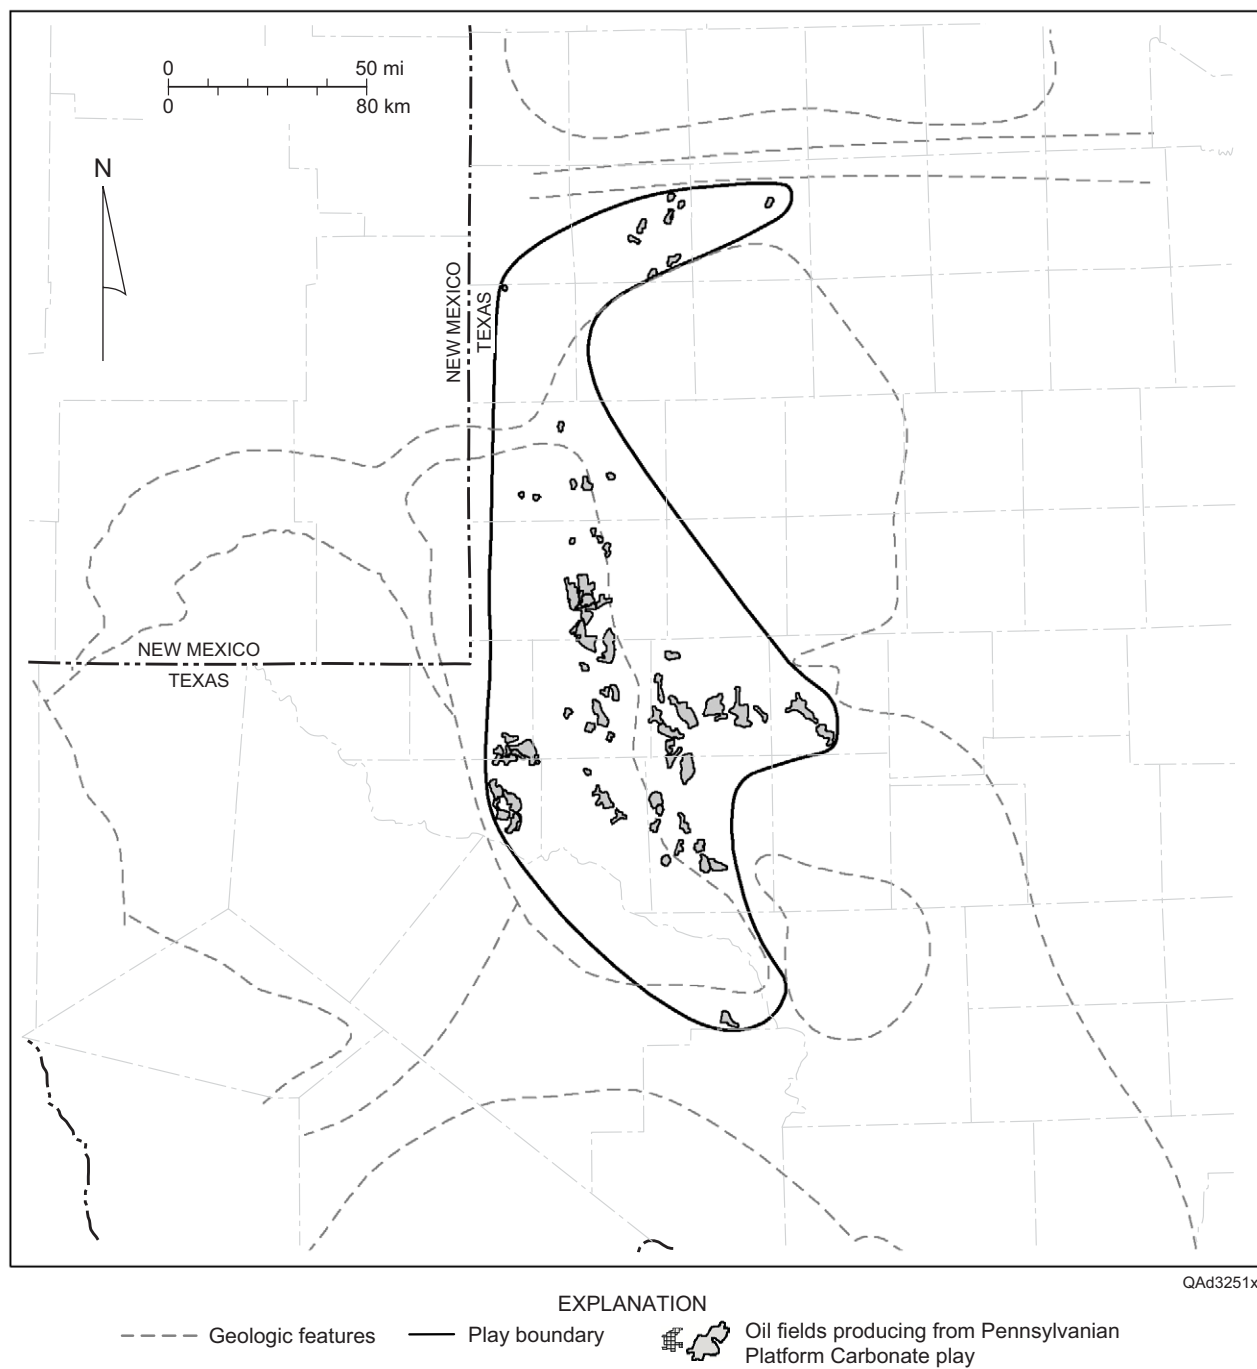 0 50 mi
0 80 km
N
NEW MEXICO
TEXAS
NEW MEXICO
TEXAS
QAd3251x
EXPLANATION
Geologic features
Play boundary
Oil fields producing from Pennsylvanian
Platform Carbonate play